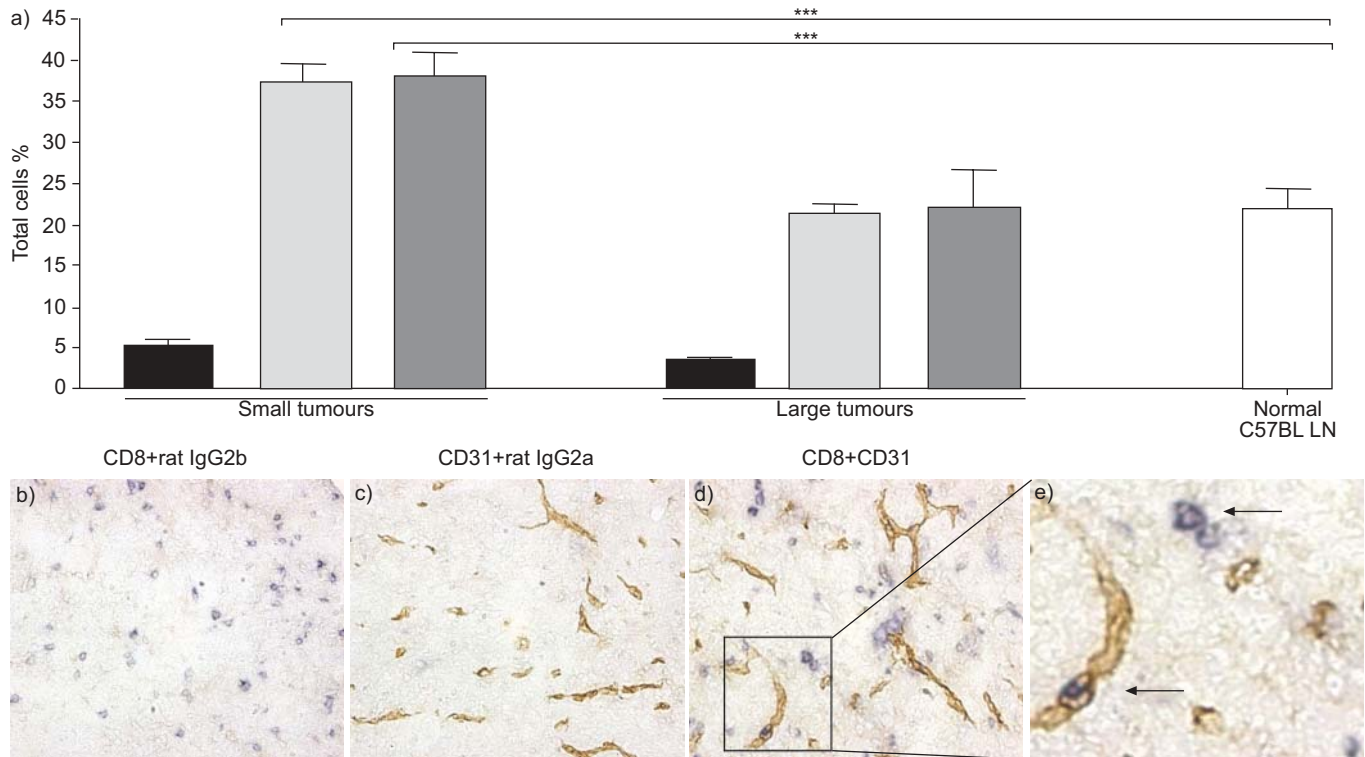 a)
45
40
35
30
25
20
15
10
5
0
Total cells %
***
***
Small tumours
Large tumours
Normal
C57BL LN
CD8+rat IgG2b
CD31+rat IgG2a
CD8+CD31
b)
c)
d)
e)